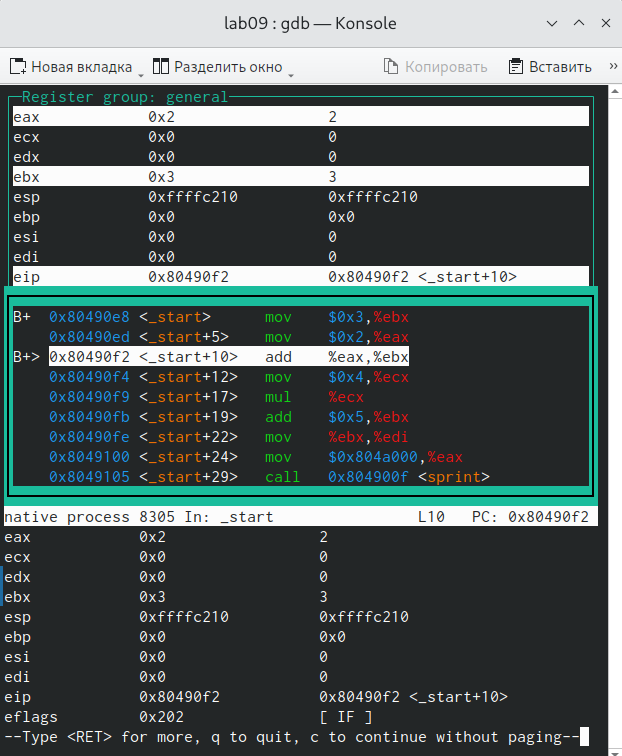 lab09 : gdb — Konsole
Новая вкладка Разделить окно Копировать Вставить »
Register group: general
eax 0x2 2
ecx 0x0 0
edx 0x0 0
ebx 0x3 3
esp 0xffffc210 0xffffc210
ebp 0x0 0x0
esi 0x0 0
edi 0x0 0
eip 0x80490f2 0x80490f2 <_start+10>
B+ 0x80490e8 <_start> mov $0x3,%ebx
0x80490ed <_start+5> mov $0x2,%eax
B+> 0x80490f2 <_start+10> add %eax,%ebx
0x80490f4 <_start+12> mov $0x4,%ecx
0x80490f9 <_start+17> mul %ecx
0x80490fb <_start+19> add $0x5,%ebx
0x80490fe <_start+22> mov %ebx,%edi
0x8049100 <_start+24> mov $0x804a000,%eax
0x8049105 <_start+29> call 0x804900f <sprint>
native process 8305 In: _start L10 PC: 0x80490f2
eax 0x2 2
ecx 0x0 0
edx 0x0 0
ebx 0x3 3
esp 0xffffc210 0xffffc210
ebp 0x0 0x0
esi 0x0 0
edi 0x0 0
eip 0x80490f2 0x80490f2 <_start+10>
eflags 0x202 [ IF ]
--Type <RET> for more, q to quit, c to continue without paging--